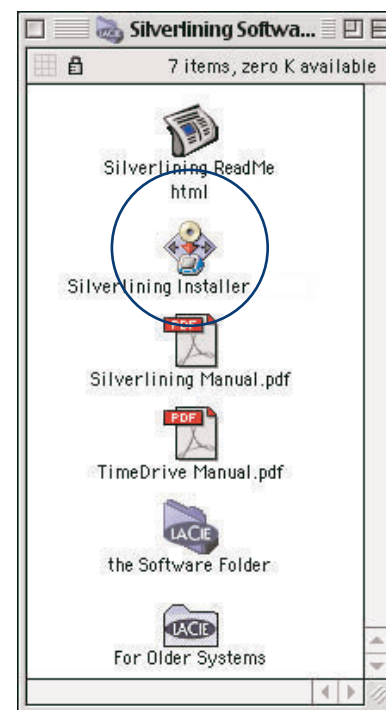 Silverlining Softwa...
7 items, zero K available
Silverlining ReadMe
html
Silverlining Installer
PDF
Silverlining Manual.pdf
PDF
TimeDrive Manual.pdf
LACIE
the Software Folder
LACIE
For Older Systems